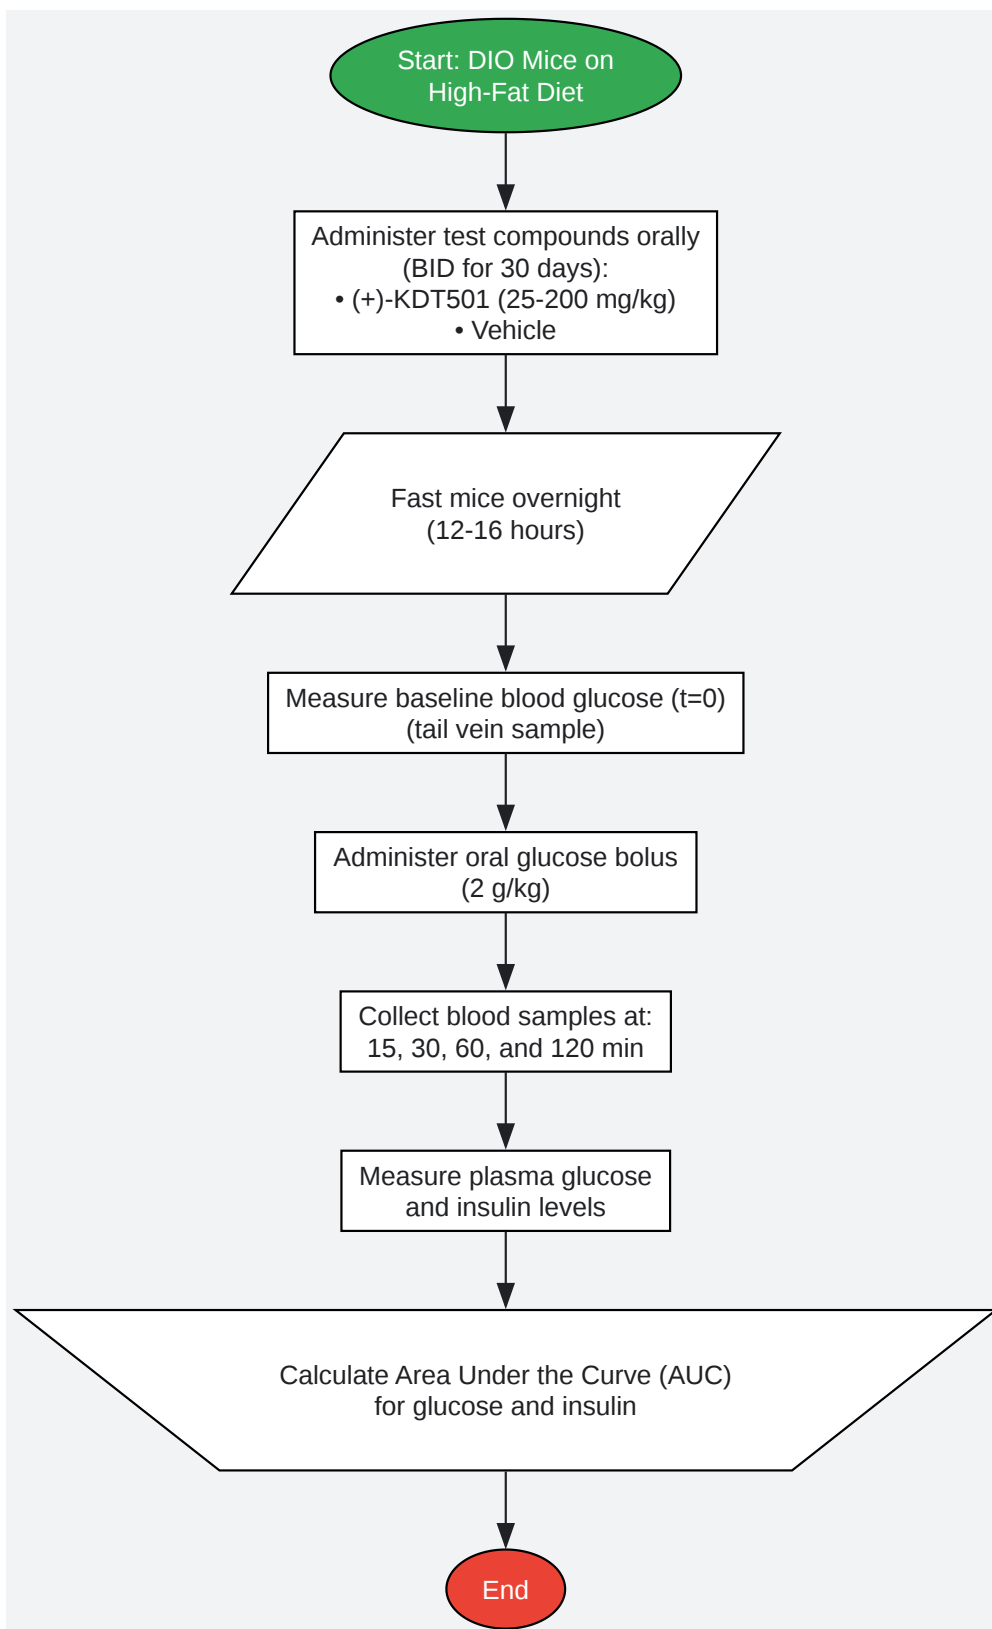 Start: DIO Mice on
High-Fat Diet
Administer test compounds orally
(BID for 30 days):
• (+)-KDT501 (25-200 mg/kg)
• Vehicle
Fast mice overnight
(12-16 hours)
Measure baseline blood glucose (t=0)
(tail vein sample)
Administer oral glucose bolus
(2 g/kg)
Collect blood samples at:
15, 30, 60, and 120 min
Measure plasma glucose
and insulin levels
Calculate Area Under the Curve (AUC)
for glucose and insulin
End